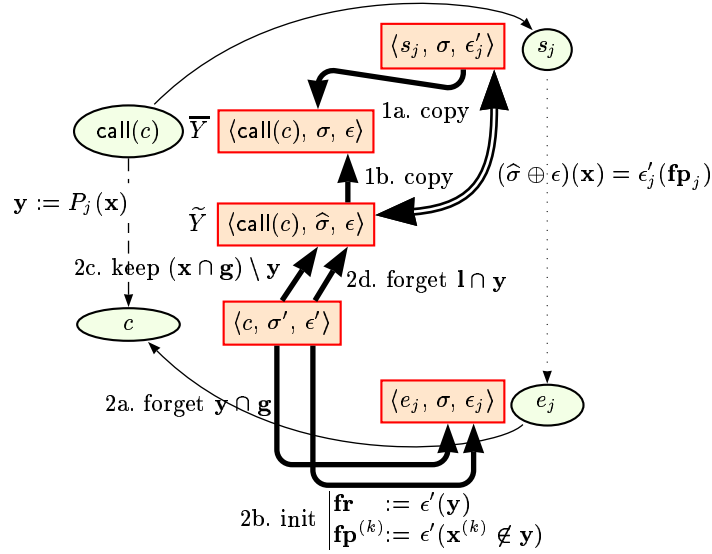 ⟨s_j, σ, ϵ′_j⟩ s_j
1a. copy
call(c) Y̅ ⟨call(c), σ, ϵ⟩
1b. copy (σ̂ ⊕ ϵ)(𝐱) = ϵ′_j(𝐟𝐩_j)
𝐲 := P_j(𝐱)
Ỹ ⟨call(c), σ̂, ϵ⟩
2c. keep (𝐱 ∩ 𝐠) \ 𝐲 2d. forget 𝐥 ∩ 𝐲
c ⟨c, σ′, ϵ′⟩
2a. forget 𝐲 ∩ 𝐠 ⟨e_j, σ, ϵ_j⟩ e_j
𝐟𝐫 := ϵ′(𝐲)
2b. init
𝐟𝐩^(k) := ϵ′(𝐱^(k) ∉ 𝐲)